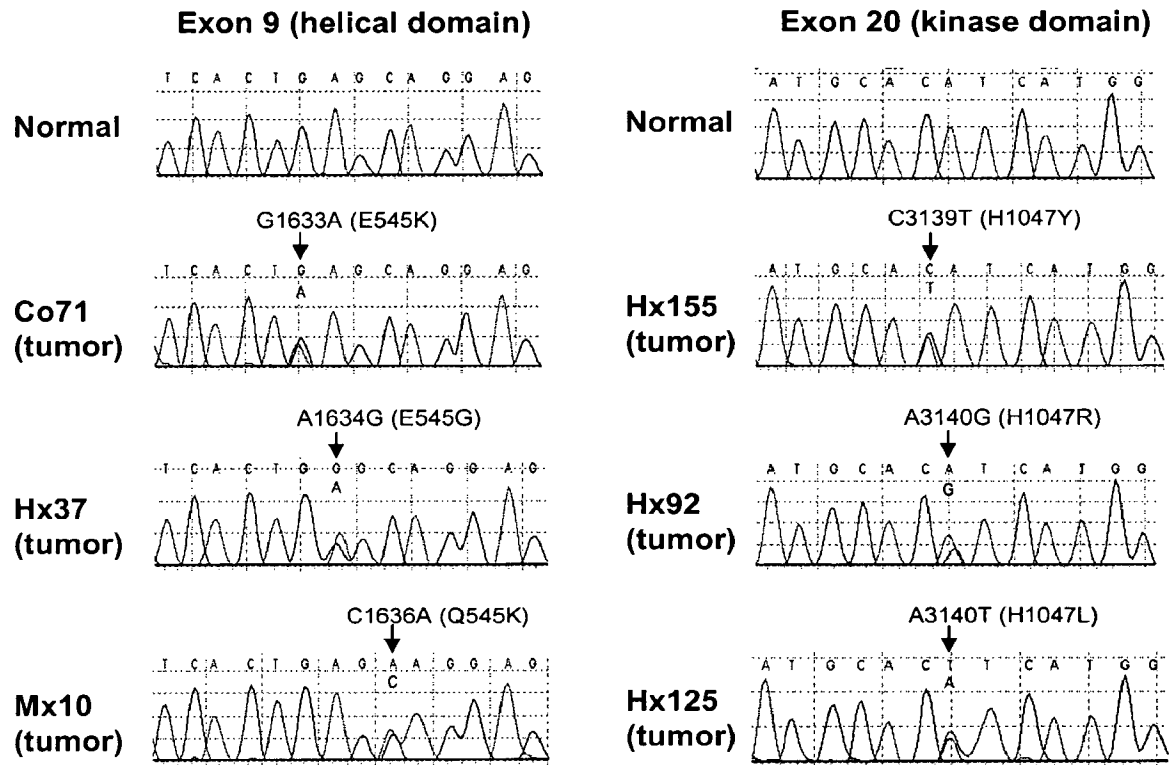 Exon 9 (helical domain)
Exon 20 (kinase domain)
Normal
T C A C T G A G C A G G A G
G1633A (E545K)
Co71
(tumor)
T C A C T G A G C A G G A G
A
A1634G (E545G)
Hx37
(tumor)
T C A C T G G G C A G G A G
A
C1636A (Q545K)
Mx10
(tumor)
T C A C T G A G A A G G A G
C
Normal
A T G C A C A T C A T G G
C3139T (H1047Y)
Hx155
(tumor)
A T G C A C A T C A T G G
T
A3140G (H1047R)
Hx92
(tumor)
A T G C A C A T C A T G G
G
A3140T (H1047L)
Hx125
(tumor)
A T G C A C T T C A T G G
A